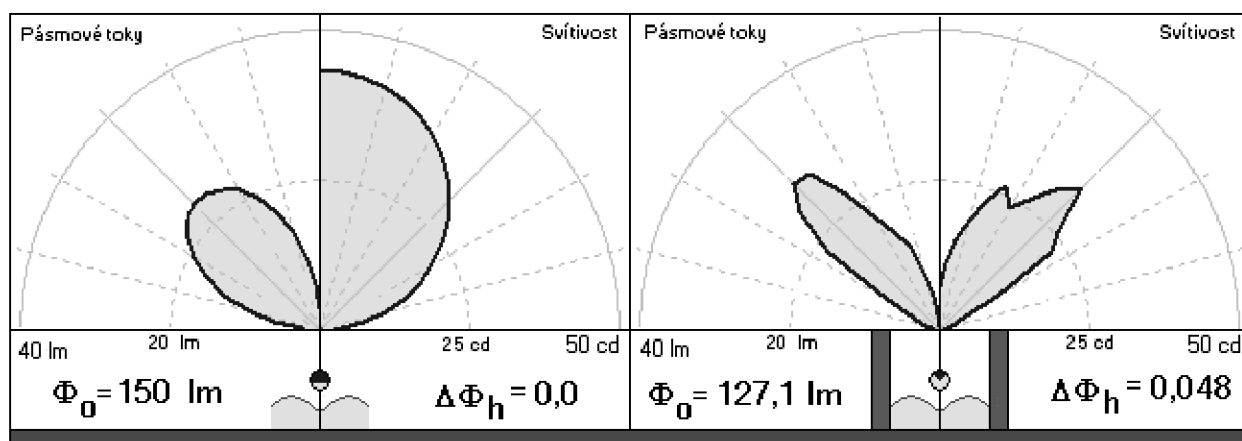 Pásmové toky
Svítivost
40 lm
20 lm
25 cd
50 cd
Φo = 150 lm
ΔΦh = 0,0
Pásmové toky
Svítivost
40 lm
20 lm
25 cd
50 cd
Φo = 127,1 lm
ΔΦh = 0,048